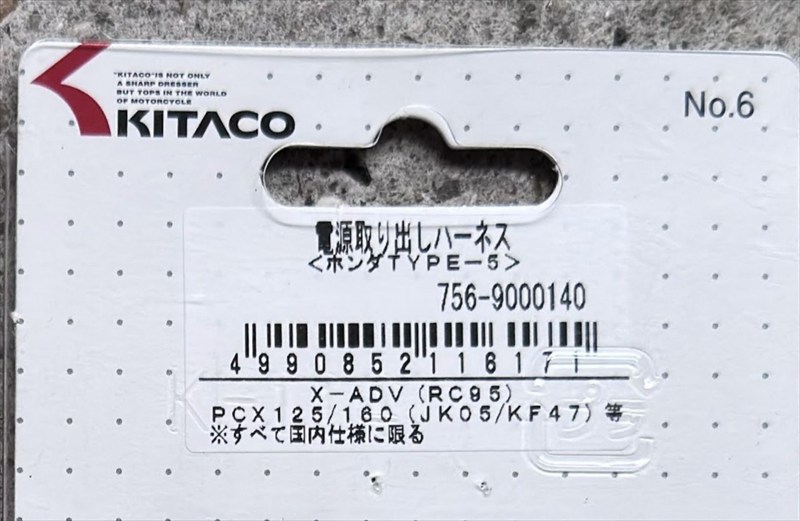 "KITACO"IS NOT ONLY
A SHARP DRESSER
BUT TOPS IN THE WORLD
OF MOTORCYCLE
KITACO
No.6
電源取り出しハーネス
<ホンダTYPE-5>
756-9000140
4990852116171
X-ADV(RC95)
PCX125/160(JK05/KF47)等
※すべて国内仕様に限る